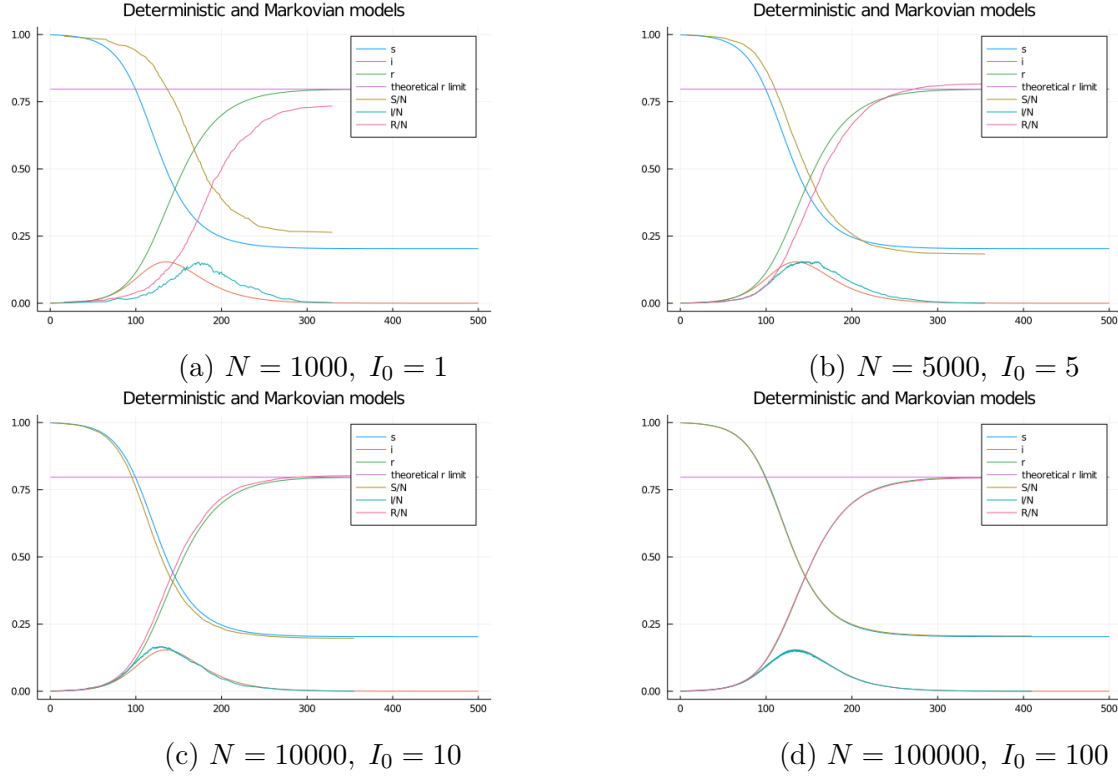 Deterministic and Markovian models
1.00
0.75
0.50
0.25
0.00
0
100
200
300
400
500
s
i
r
theoretical r limit
S/N
I/N
R/N
(a) N = 1000, I₀ = 1
Deterministic and Markovian models
1.00
0.75
0.50
0.25
0.00
0
100
200
300
400
500
s
i
r
theoretical r limit
S/N
I/N
R/N
(b) N = 5000, I₀ = 5
Deterministic and Markovian models
1.00
0.75
0.50
0.25
0.00
0
100
200
300
400
500
s
i
r
theoretical r limit
S/N
I/N
R/N
(c) N = 10000, I₀ = 10
Deterministic and Markovian models
1.00
0.75
0.50
0.25
0.00
0
100
200
300
400
500
s
i
r
theoretical r limit
S/N
I/N
R/N
(d) N = 100000, I₀ = 100